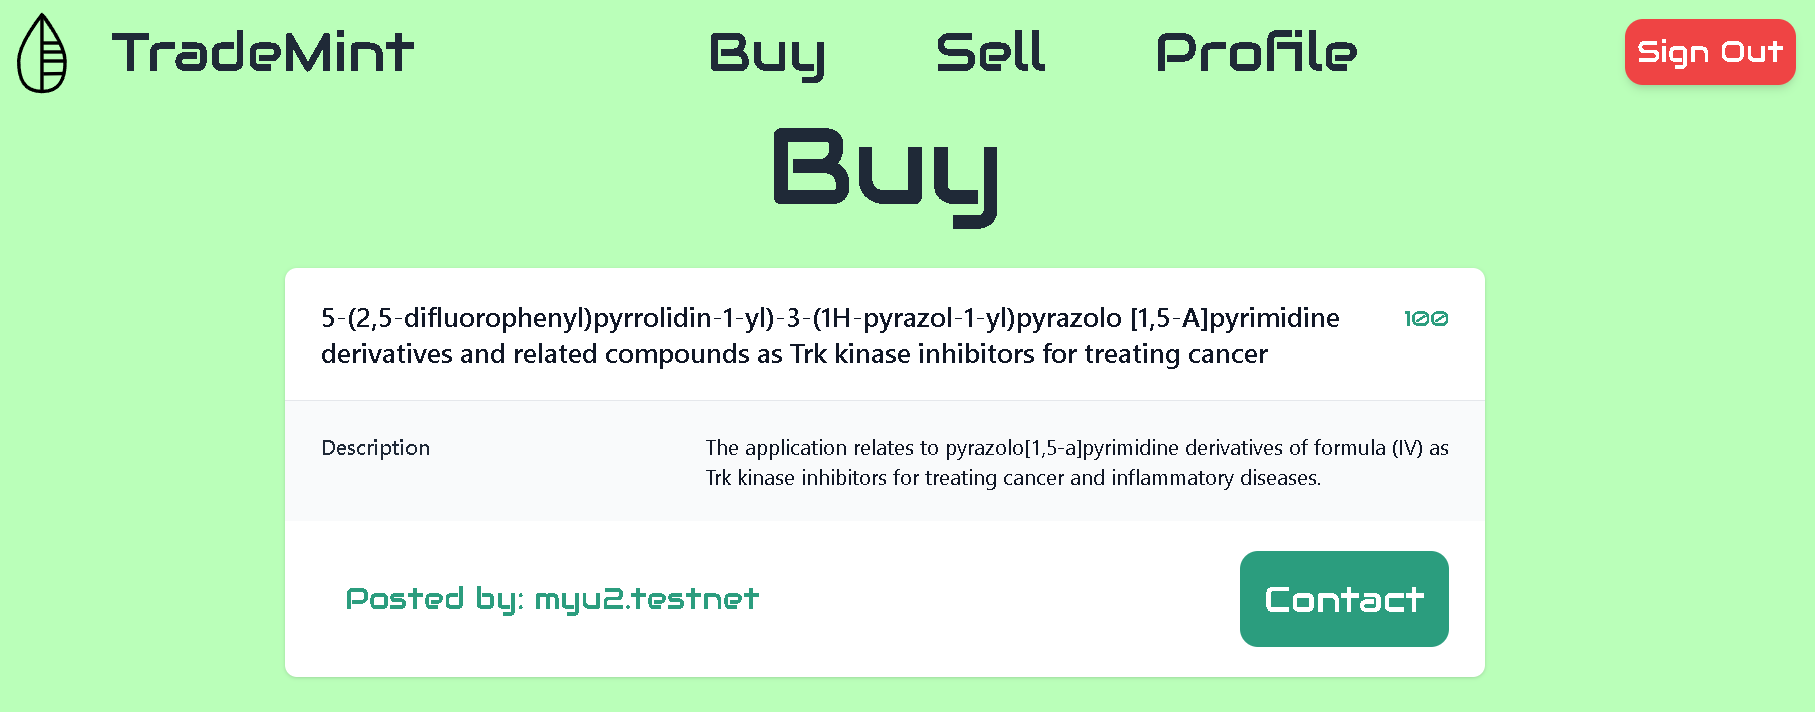 TradeMint Buy Sell Profile Sign Out
Buy
5-(2,5-difluorophenyl)pyrrolidin-1-yl)-3-(1H-pyrazol-1-yl)pyrazolo [1,5-A]pyrimidine 100
derivatives and related compounds as Trk kinase inhibitors for treating cancer
Description The application relates to pyrazolo[1,5-a]pyrimidine derivatives of formula (IV) as
Trk kinase inhibitors for treating cancer and inflammatory diseases.
Posted by: myu2.testnet Contact